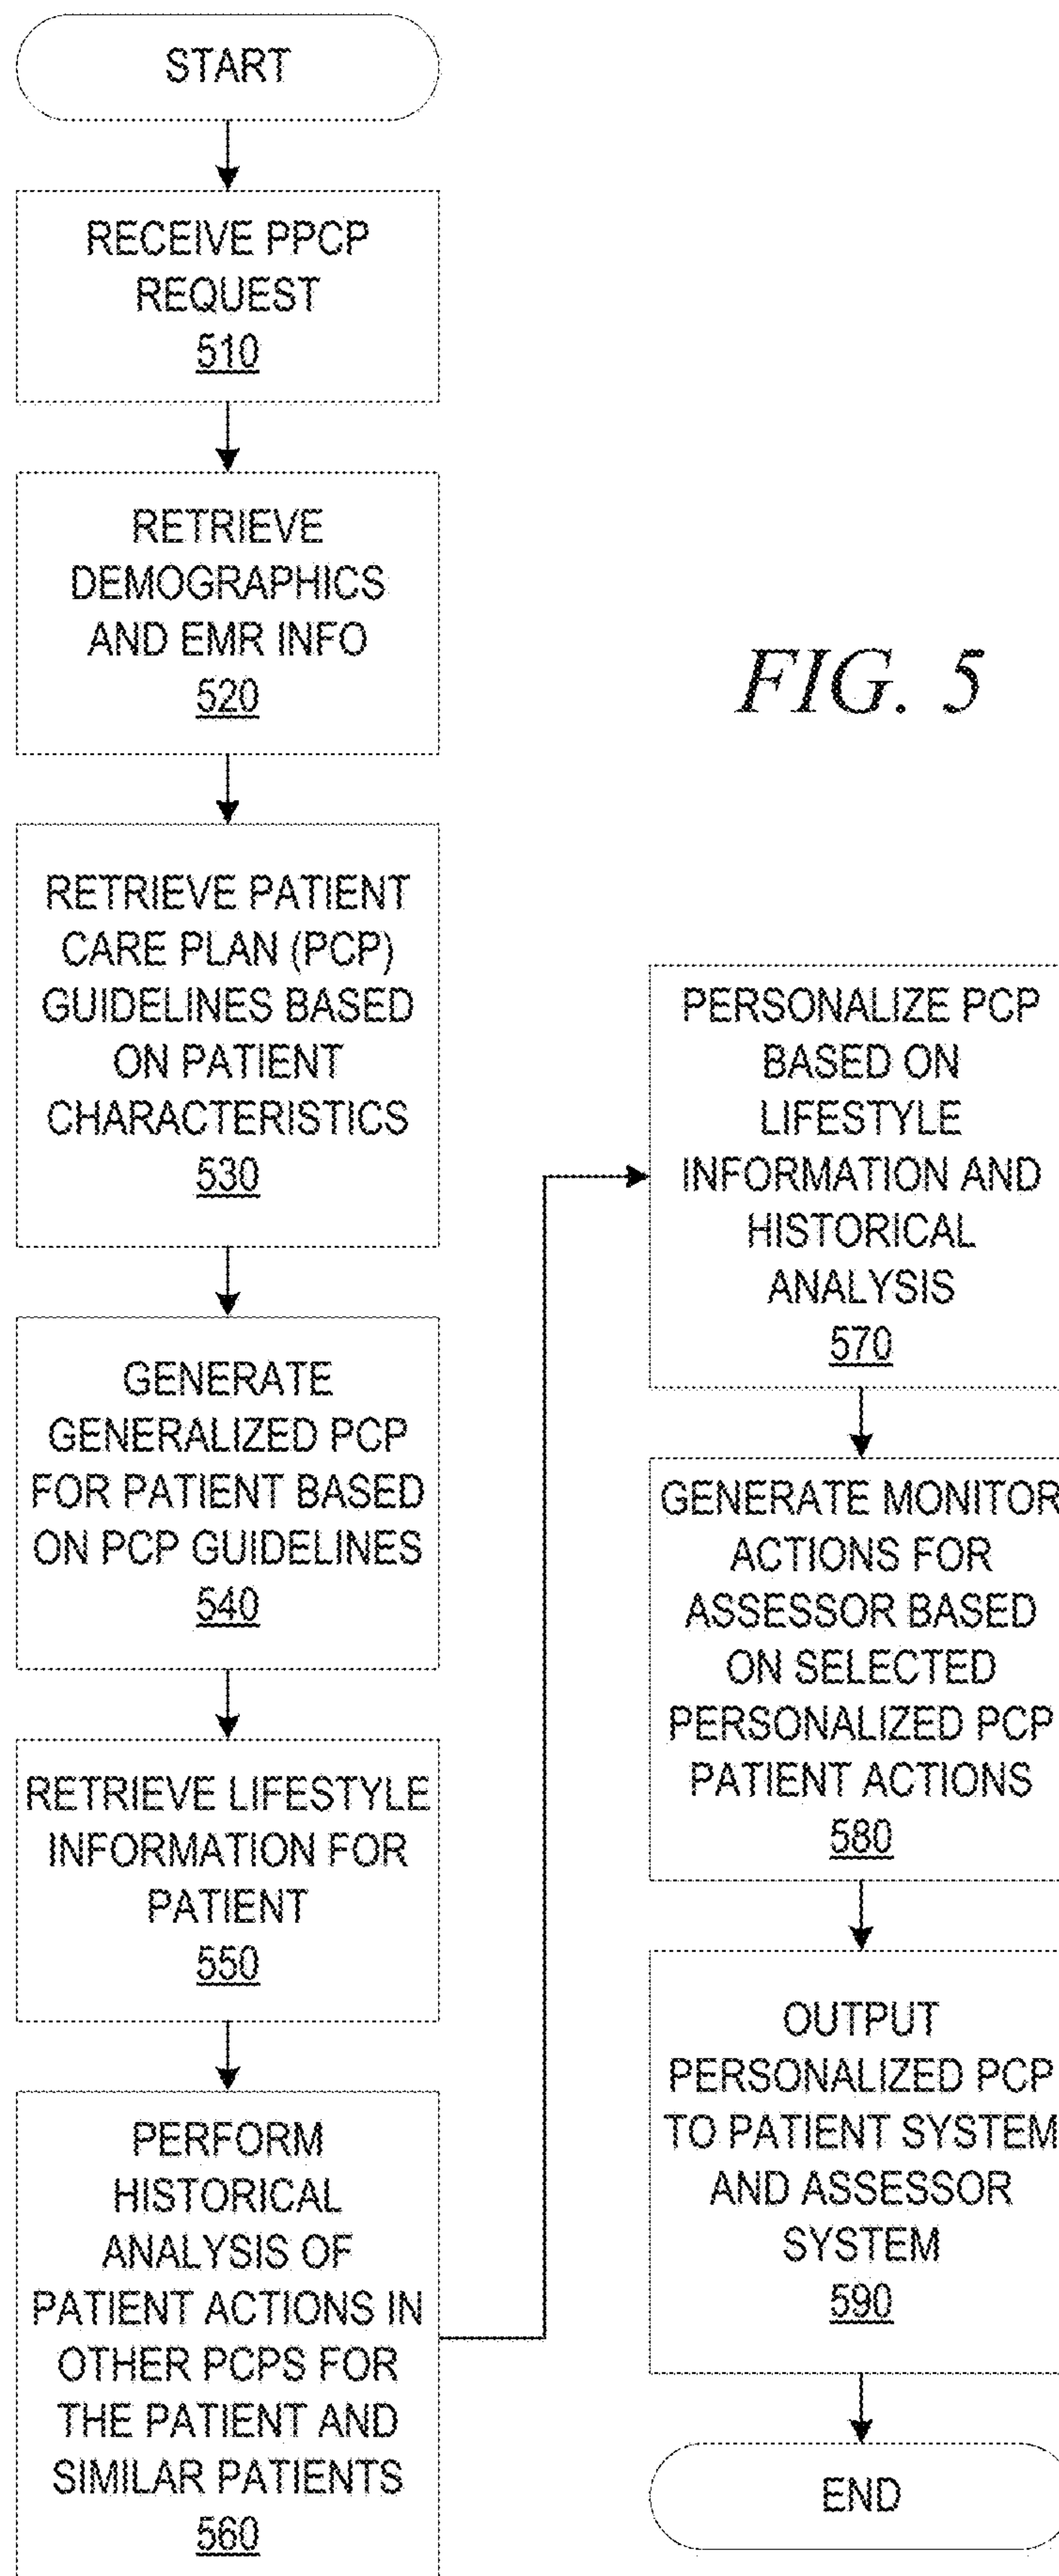 START
RECEIVE PPCP
REQUEST
510
RETRIEVE
DEMOGRAPHICS
AND EMR INFO
520
RETRIEVE PATIENT
CARE PLAN (PCP)
GUIDELINES BASED
ON PATIENT
CHARACTERISTICS
530
GENERATE
GENERALIZED PCP
FOR PATIENT BASED
ON PCP GUIDELINES
540
RETRIEVE LIFESTYLE
INFORMATION FOR
PATIENT
550
PERFORM
HISTORICAL
ANALYSIS OF
PATIENT ACTIONS IN
OTHER PCPS FOR
THE PATIENT AND
SIMILAR PATIENTS
560
FIG. 5
PERSONALIZE PCP
BASED ON
LIFESTYLE
INFORMATION AND
HISTORICAL
ANALYSIS
570
GENERATE MONITOR
ACTIONS FOR
ASSESSOR BASED
ON SELECTED
PERSONALIZED PCP
PATIENT ACTIONS
580
OUTPUT
PERSONALIZED PCP
TO PATIENT SYSTEM
AND ASSESSOR
SYSTEM
590
END